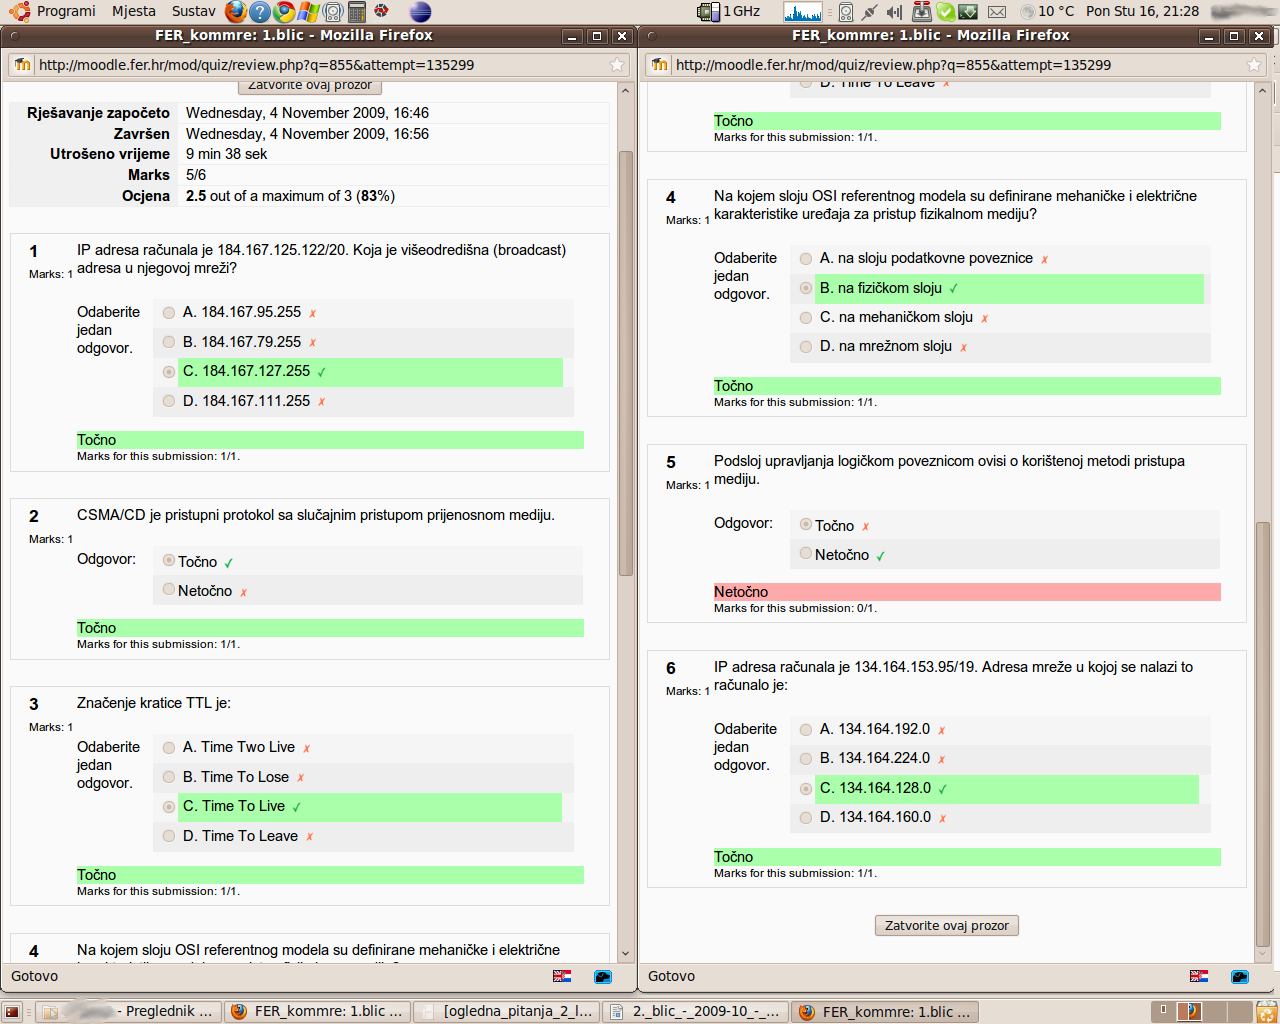 Programi Mjesta Sustav 1 GHz 10 °C Pon Stu 16, 21:28
FER_kommre: 1.blic - Mozilla Firefox
http://moodle.fer.hr/mod/quiz/review.php?q=855&attempt=135299
Zatvorite ovaj prozor
Rješavanje započeto Wednesday, 4 November 2009, 16:46
Završen Wednesday, 4 November 2009, 16:56
Utrošeno vrijeme 9 min 38 sek
Marks 5/6
Ocjena 2.5 out of a maximum of 3 (83%)
1 IP adresa računala je 184.167.125.122/20. Koja je višeodredišna (broadcast)
Marks: 1 adresa u njegovoj mreži?
Odaberite jedan odgovor.
A. 184.167.95.255 ✗
B. 184.167.79.255 ✗
C. 184.167.127.255 ✓
D. 184.167.111.255 ✗
Točno
Marks for this submission: 1/1.
2 CSMA/CD je pristupni protokol sa slučajnim pristupom prijenosnom mediju.
Marks: 1
Odgovor:
Točno ✓
Netočno ✗
Točno
Marks for this submission: 1/1.
3 Značenje kratice TTL je:
Marks: 1
Odaberite jedan odgovor.
A. Time Two Live ✗
B. Time To Lose ✗
C. Time To Live ✓
D. Time To Leave ✗
Točno
Marks for this submission: 1/1.
4 Na kojem sloju OSI referentnog modela su definirane mehaničke i električne
Gotovo
FER_kommre: 1.blic - Mozilla Firefox
http://moodle.fer.hr/mod/quiz/review.php?q=855&attempt=135299
D. Time To Leave
Točno
Marks for this submission: 1/1.
4 Na kojem sloju OSI referentnog modela su definirane mehaničke i električne
Marks: 1 karakteristike uređaja za pristup fizikalnom mediju?
Odaberite jedan odgovor.
A. na sloju podatkovne poveznice ✗
B. na fizičkom sloju ✓
C. na mehaničkom sloju ✗
D. na mrežnom sloju ✗
Točno
Marks for this submission: 1/1.
5 Podsloj upravljanja logičkom poveznicom ovisi o korištenoj metodi pristupa
Marks: 1 mediju.
Odgovor:
Točno ✗
Netočno ✓
Netočno
Marks for this submission: 0/1.
6 IP adresa računala je 134.164.153.95/19. Adresa mreže u kojoj se nalazi to
Marks: 1 računalo je:
Odaberite jedan odgovor.
A. 134.164.192.0 ✗
B. 134.164.224.0 ✗
C. 134.164.128.0 ✓
D. 134.164.160.0 ✗
Točno
Marks for this submission: 1/1.
Zatvorite ovaj prozor
Gotovo
- Preglednik ... FER_kommre: 1.blic ... [ogledna_pitanja_2_l... 2._blic_-_2009-10_-_... FER_kommre: 1.blic ...